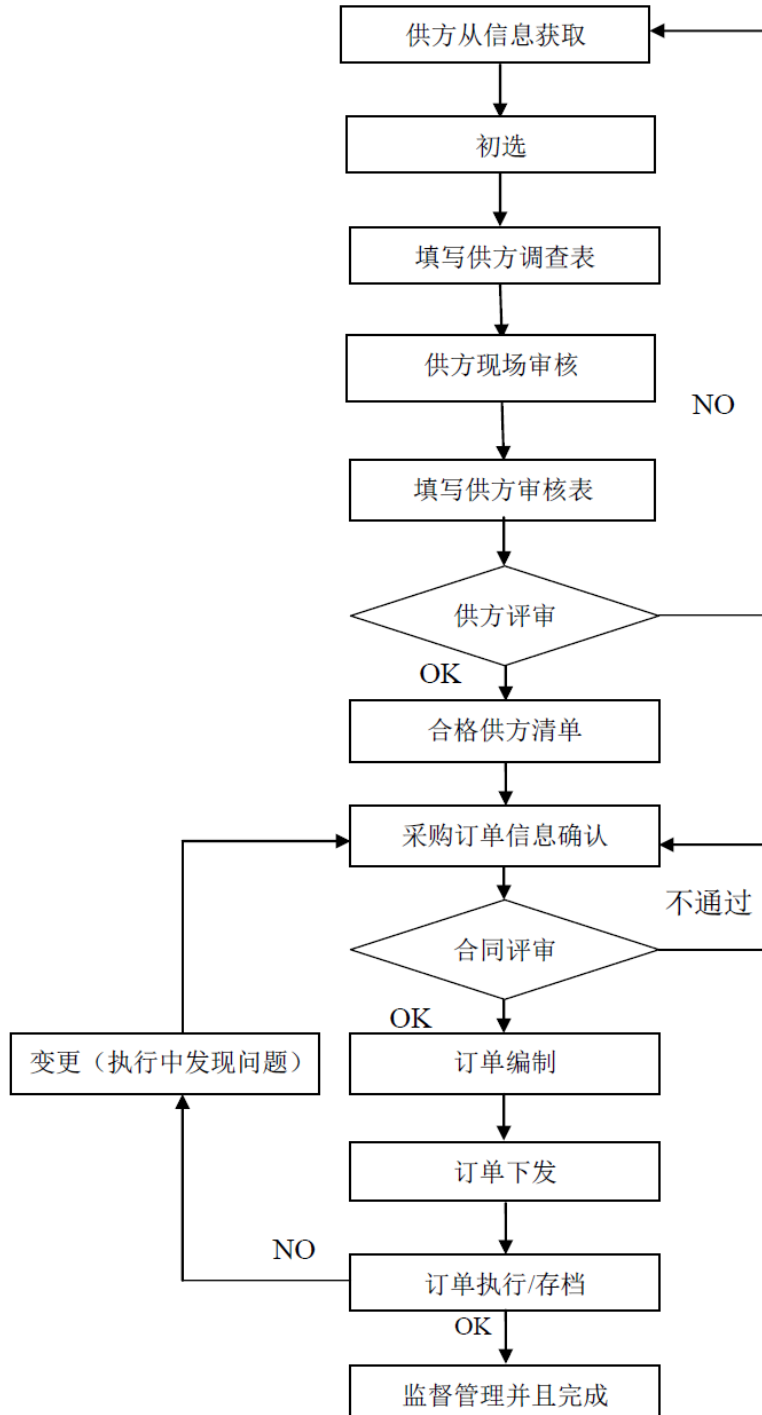 供方从信息获取
初选
填写供方调查表
供方现场审核
NO
填写供方审核表
供方评审
OK
合格供方清单
采购订单信息确认
不通过
合同评审
OK
变更（执行中发现问题）
订单编制
订单下发
NO
订单执行/存档
OK
监督管理并且完成